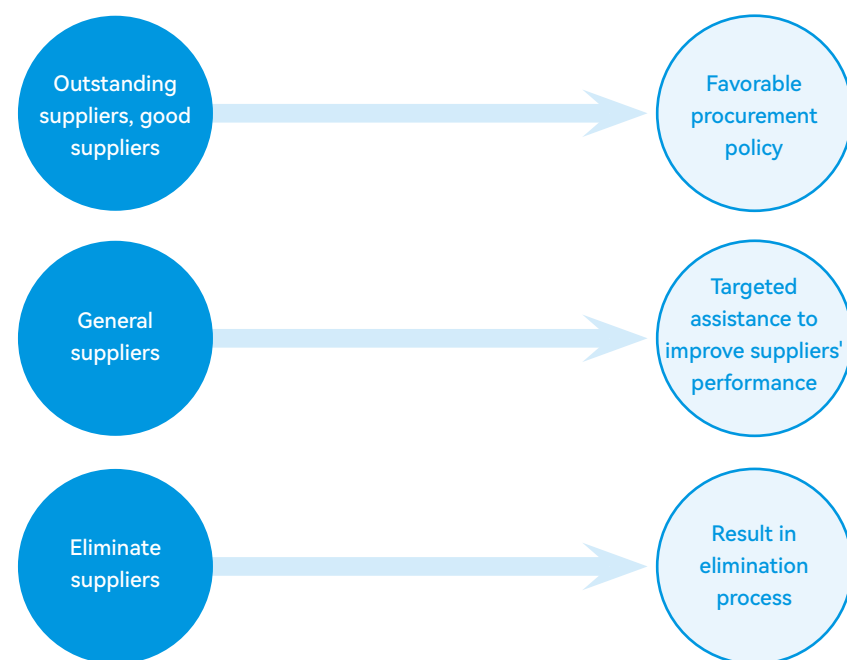 Outstanding
suppliers, good
suppliers
Favorable
procurement
policy
General
suppliers
Targeted
assistance to
improve suppliers'
performance
Eliminate
suppliers
Result in
elimination
process